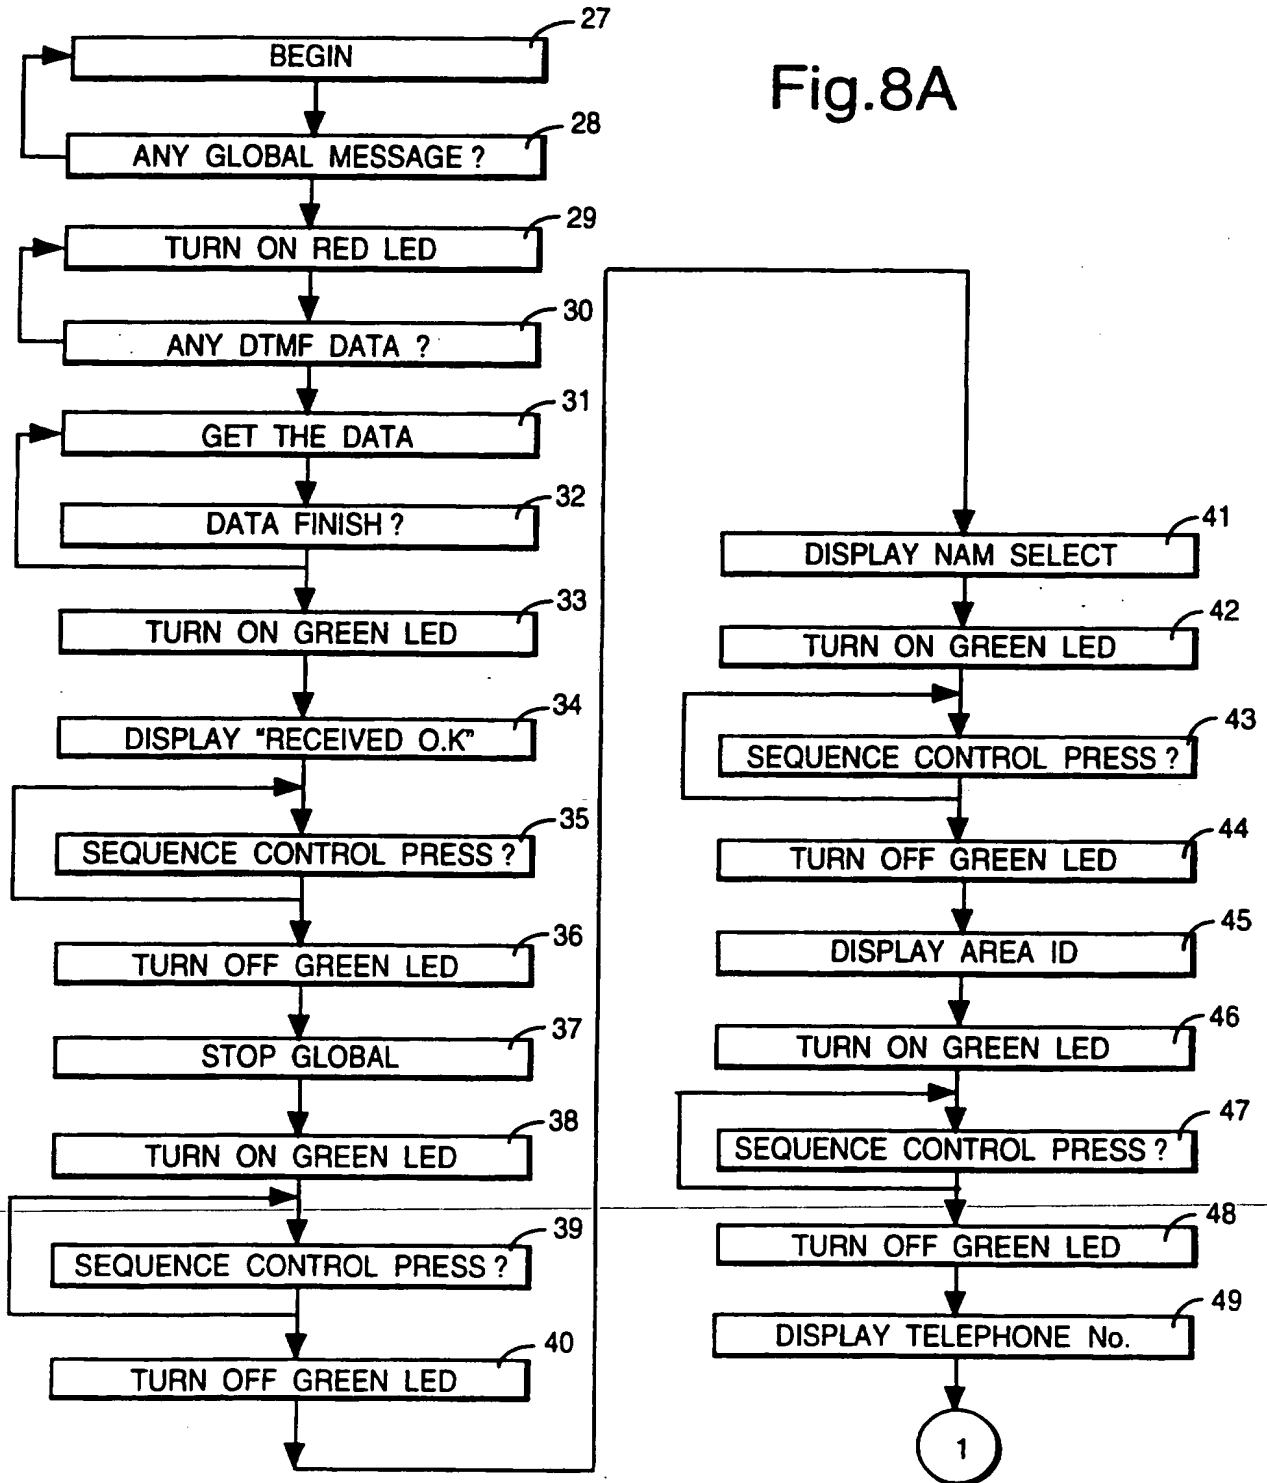 Fig.8A
27
BEGIN
28
ANY GLOBAL MESSAGE ?
29
TURN ON RED LED
30
ANY DTMF DATA ?
31
GET THE DATA
32
DATA FINISH ?
33
TURN ON GREEN LED
34
DISPLAY "RECEIVED O.K"
35
SEQUENCE CONTROL PRESS ?
36
TURN OFF GREEN LED
37
STOP GLOBAL
38
TURN ON GREEN LED
39
SEQUENCE CONTROL PRESS ?
40
TURN OFF GREEN LED
41
DISPLAY NAM SELECT
42
TURN ON GREEN LED
43
SEQUENCE CONTROL PRESS ?
44
TURN OFF GREEN LED
45
DISPLAY AREA ID
46
TURN ON GREEN LED
47
SEQUENCE CONTROL PRESS ?
48
TURN OFF GREEN LED
49
DISPLAY TELEPHONE No.
1